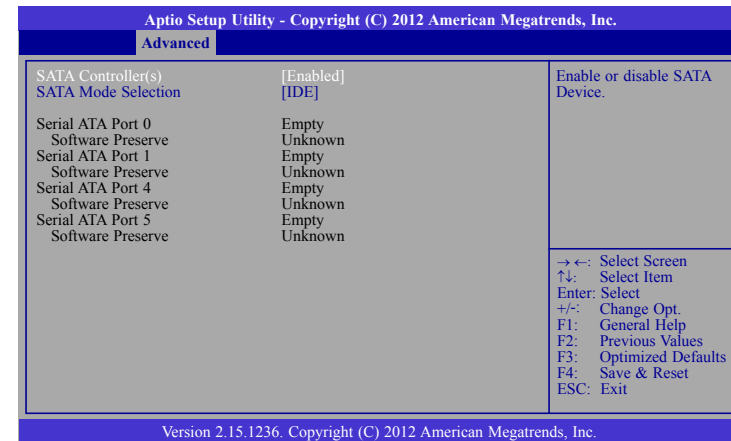 Aptio Setup Utility - Copyright (C) 2012 American Megatrends, Inc.
Advanced
SATA Controller(s) [Enabled]
SATA Mode Selection [IDE]
Serial ATA Port 0 Empty
Software Preserve Unknown
Serial ATA Port 1 Empty
Software Preserve Unknown
Serial ATA Port 4 Empty
Software Preserve Unknown
Serial ATA Port 5 Empty
Software Preserve Unknown
Enable or disable SATA
Device.
→←: Select Screen
↑↓: Select Item
Enter: Select
+/-: Change Opt.
F1: General Help
F2: Previous Values
F3: Optimized Defaults
F4: Save & Reset
ESC: Exit
Version 2.15.1236. Copyright (C) 2012 American Megatrends, Inc.